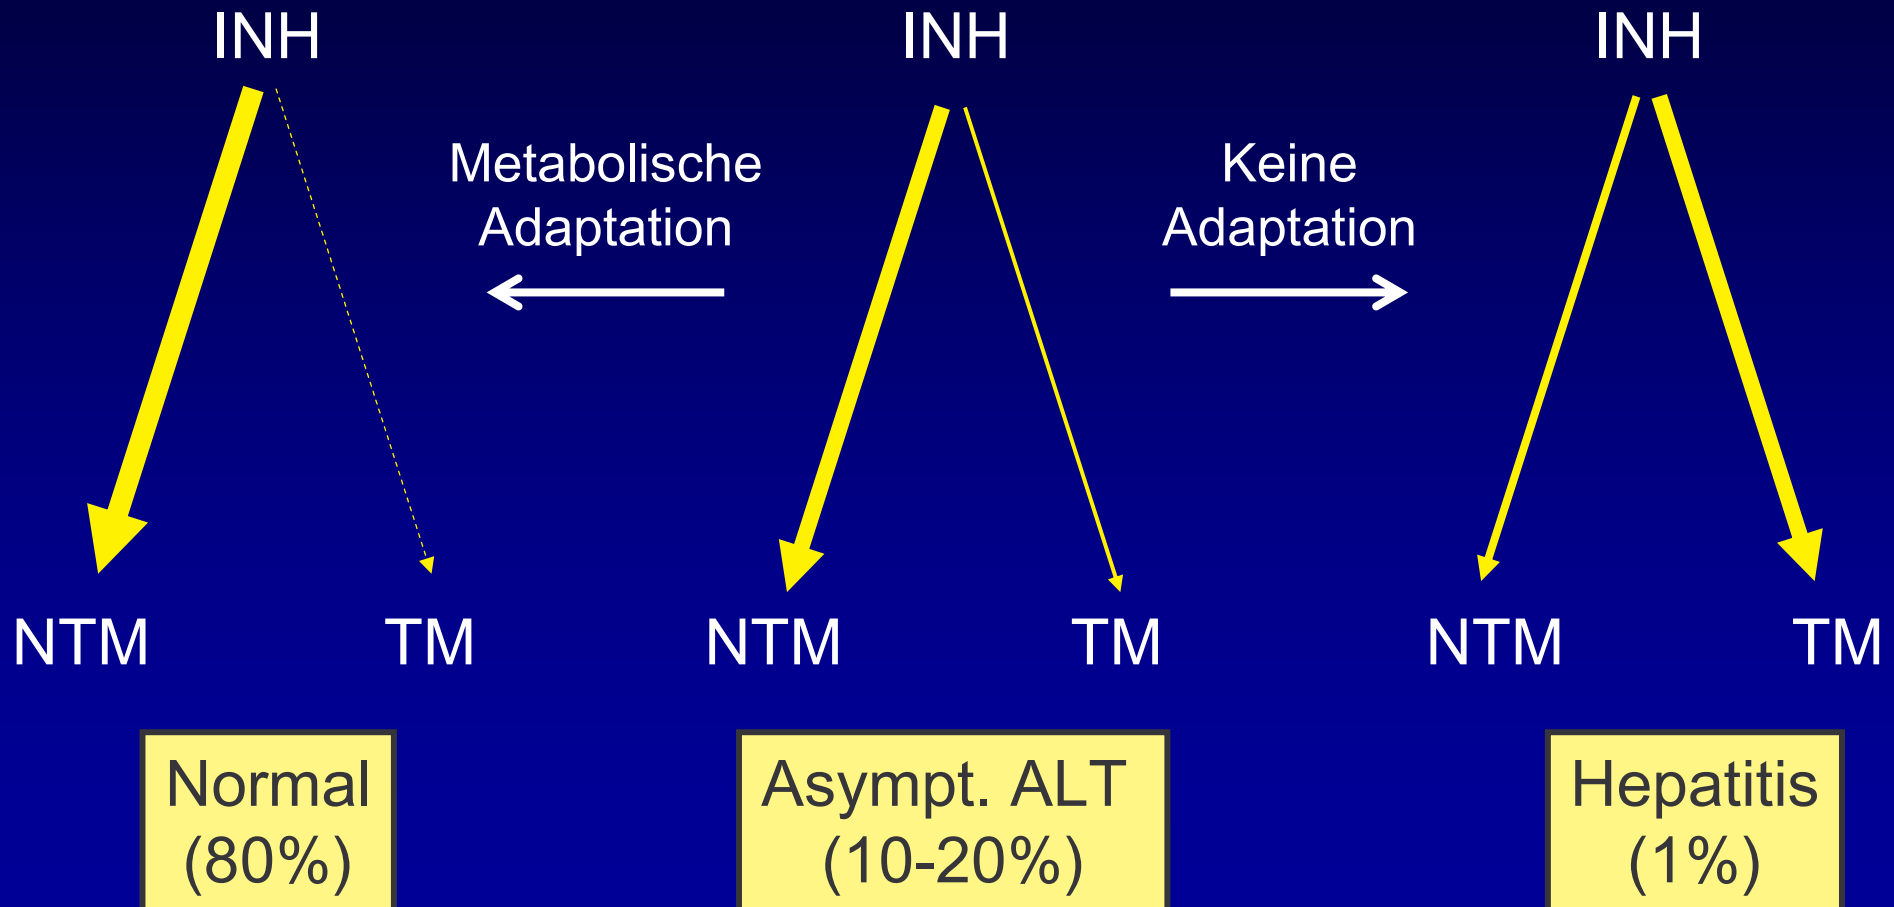 INH
INH
INH
Metabolische
Adaptation
Keine
Adaptation
NTM
TM
NTM
TM
NTM
TM
Normal
(80%)
Asympt. ALT
(10-20%)
Hepatitis
(1%)